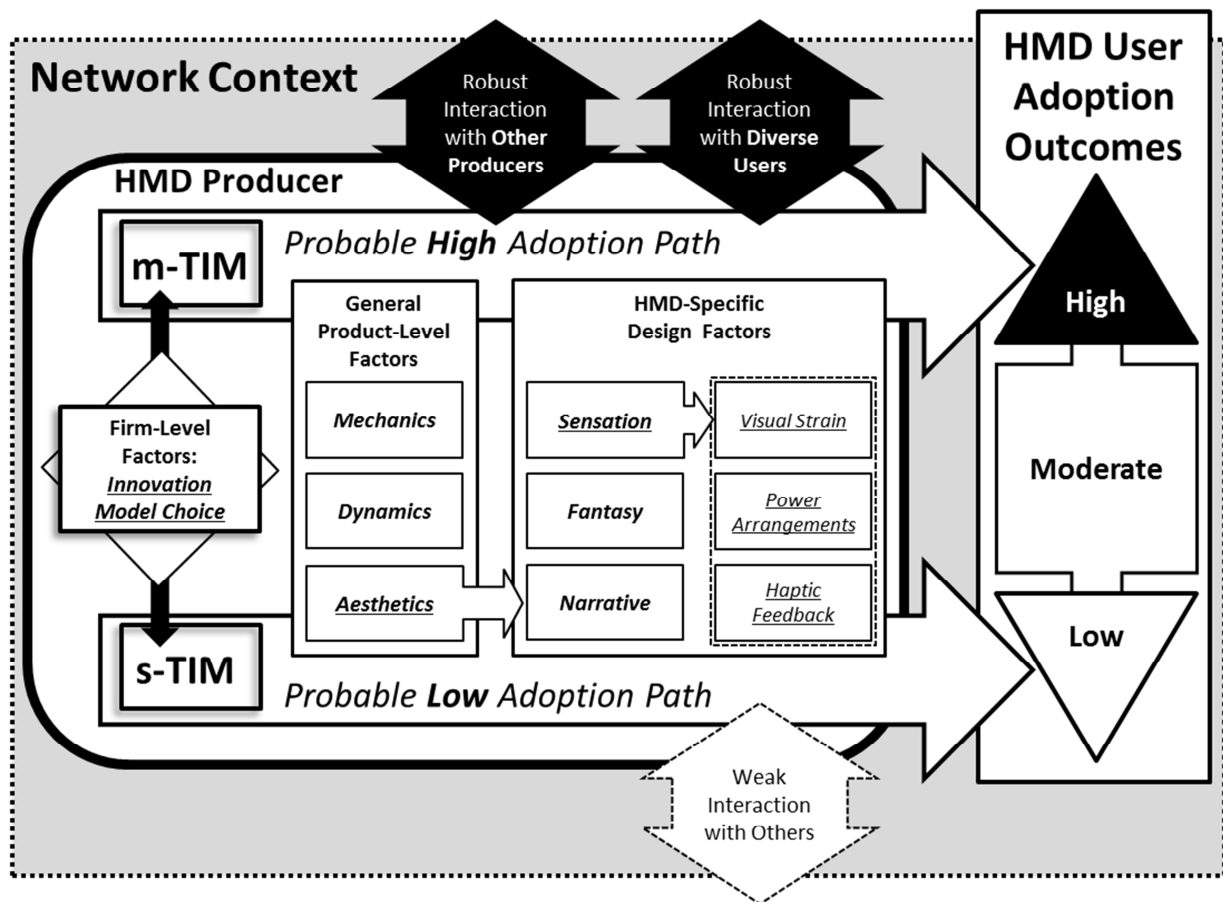 Network Context
Robust
Interaction
with Other
Producers
Robust
Interaction
with Diverse
Users
HMD User
Adoption
Outcomes
HMD Producer
m-TIM
Probable High Adoption Path
General
Product-Level
Factors
Mechanics
Dynamics
Aesthetics
HMD-Specific
Design Factors
Sensation
Fantasy
Narrative
Visual Strain
Power
Arrangements
Haptic
Feedback
Firm-Level
Factors:
Innovation
Model Choice
s-TIM
Probable Low Adoption Path
Weak
Interaction
with Others
High
Moderate
Low